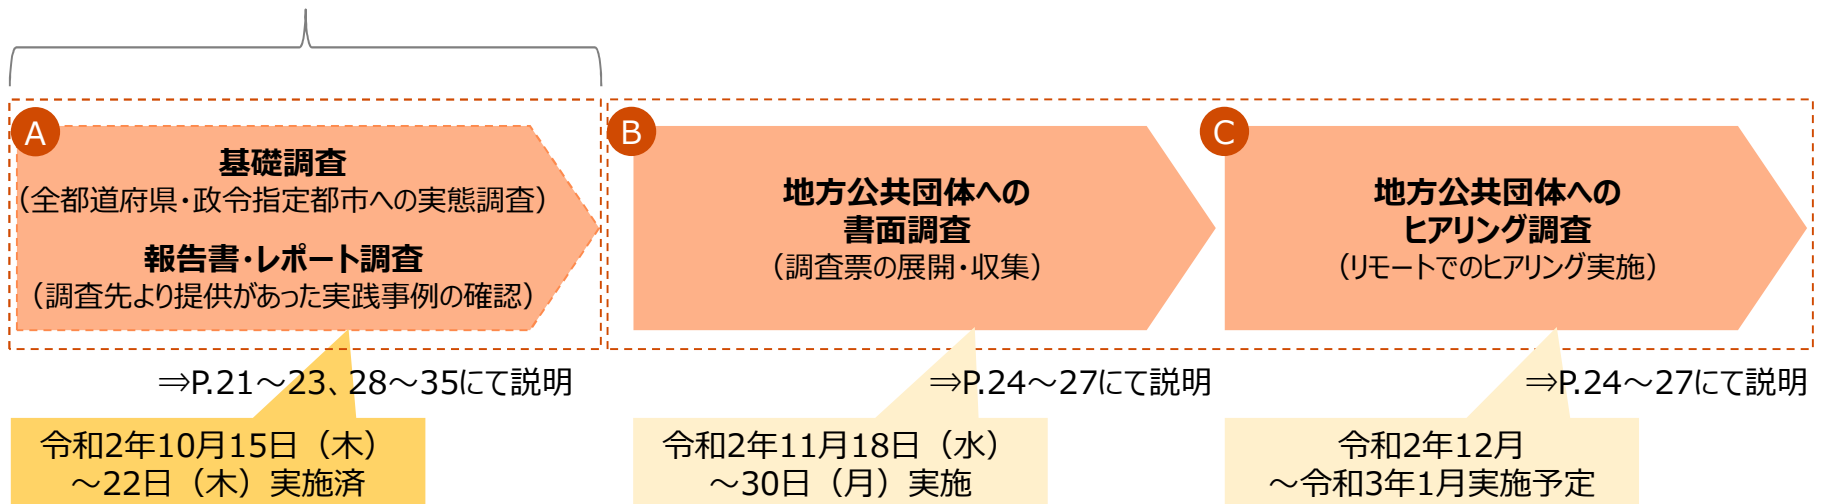 A
基礎調査
（全都道府県・政令指定都市への実態調査）
報告書・レポート調査
（調査先より提供があった実践事例の確認）
⇒P.21～23、28～35にて説明
令和2年10月15日（木）
～22日（木）実施済
B
地方公共団体への
書面調査
（調査票の展開・収集）
⇒P.24～27にて説明
令和2年11月18日（水）
～30日（月）実施
C
地方公共団体への
ヒアリング調査
（リモートでのヒアリング実施）
⇒P.24～27にて説明
令和2年12月
～令和3年1月実施予定